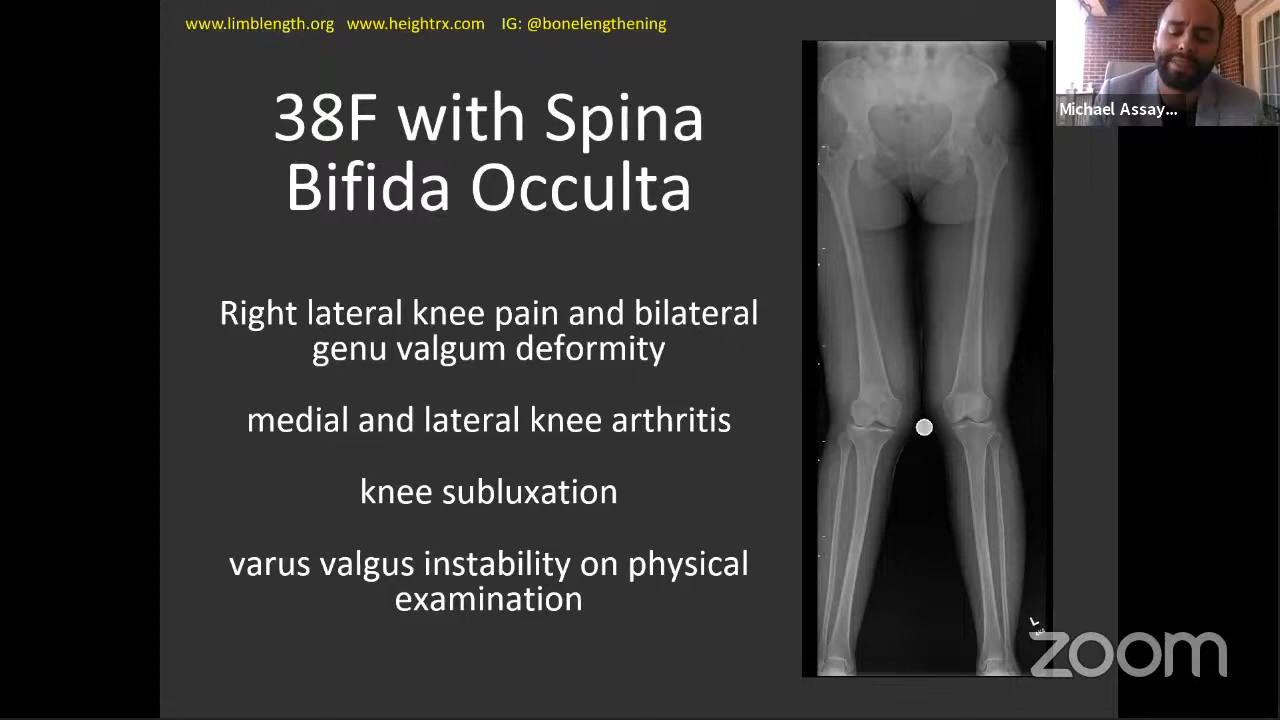 www.limblength.org www.heightrx.com IG: @bonelengthening
38F with Spina
Bifida Occulta
Right lateral knee pain and bilateral
genu valgum deformity
medial and lateral knee arthritis
knee subluxation
varus valgus instability on physical
examination
Michael Assay...
L
zoom